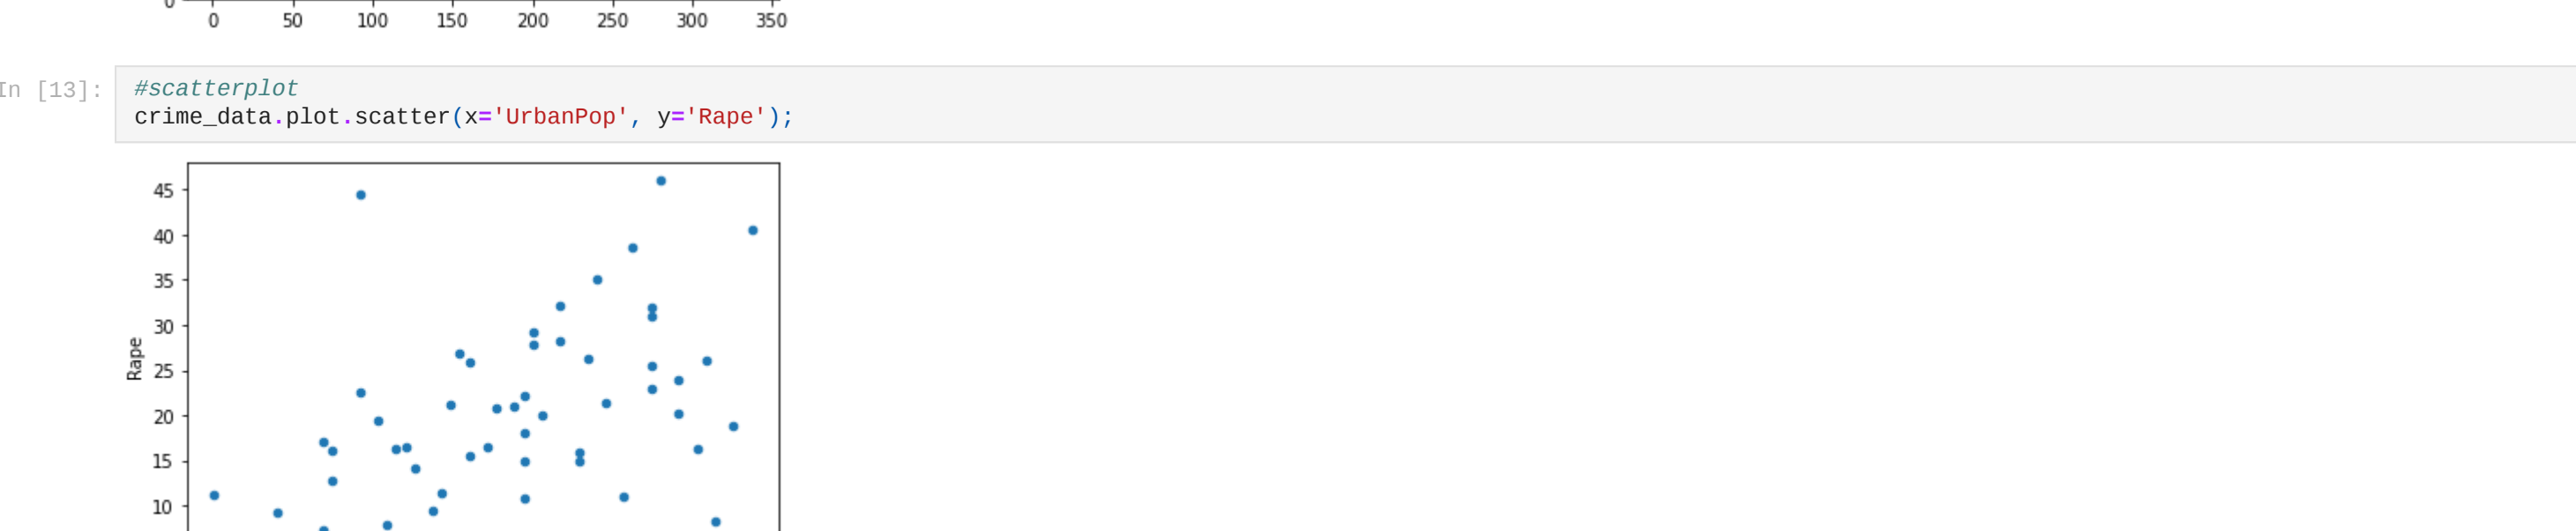 0
0 50 100 150 200 250 300 350
In [13]:
#scatterplot
crime_data.plot.scatter(x='UrbanPop', y='Rape');
45
40
35
30
25
20
15
10
Rape